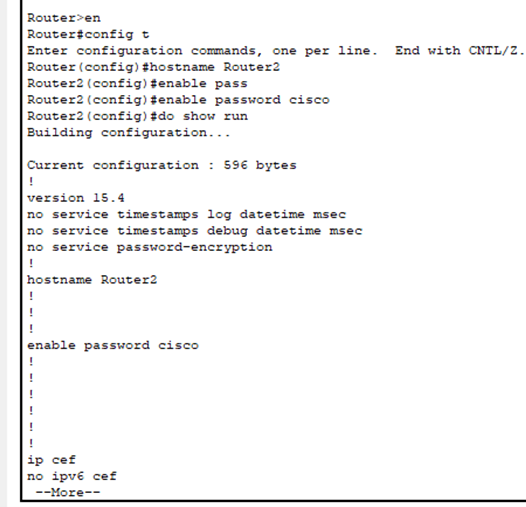 Router>en
Router#config t
Enter configuration commands, one per line.  End with CNTL/Z.
Router(config)#hostname Router2
Router2(config)#enable pass
Router2(config)#enable password cisco
Router2(config)#do show run
Building configuration...

Current configuration : 596 bytes
!
version 15.4
no service timestamps log datetime msec
no service timestamps debug datetime msec
no service password-encryption
!
hostname Router2
!
!
!
enable password cisco
!
!
!
!
!
!
ip cef
no ipv6 cef
 --More--